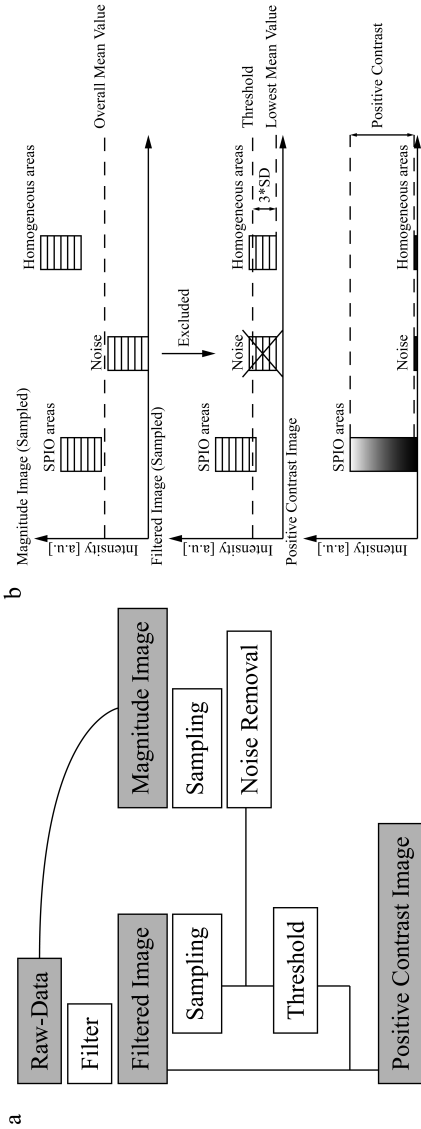 a
Raw-Data
Filter
Filtered Image
Magnitude Image
Sampling
Sampling
Noise Removal
Threshold
Positive Contrast Image
b
Magnitude Image (Sampled)
Intensity [a.u.]
SPIO areas
Noise
Homogeneous areas
Overall Mean Value
Excluded
Filtered Image (Sampled)
Intensity [a.u.]
SPIO areas
Noise
Homogeneous areas
Threshold
3*SD
Lowest Mean Value
Positive Contrast Image
Intensity [a.u.]
SPIO areas
Noise
Homogeneous areas
Positive Contrast